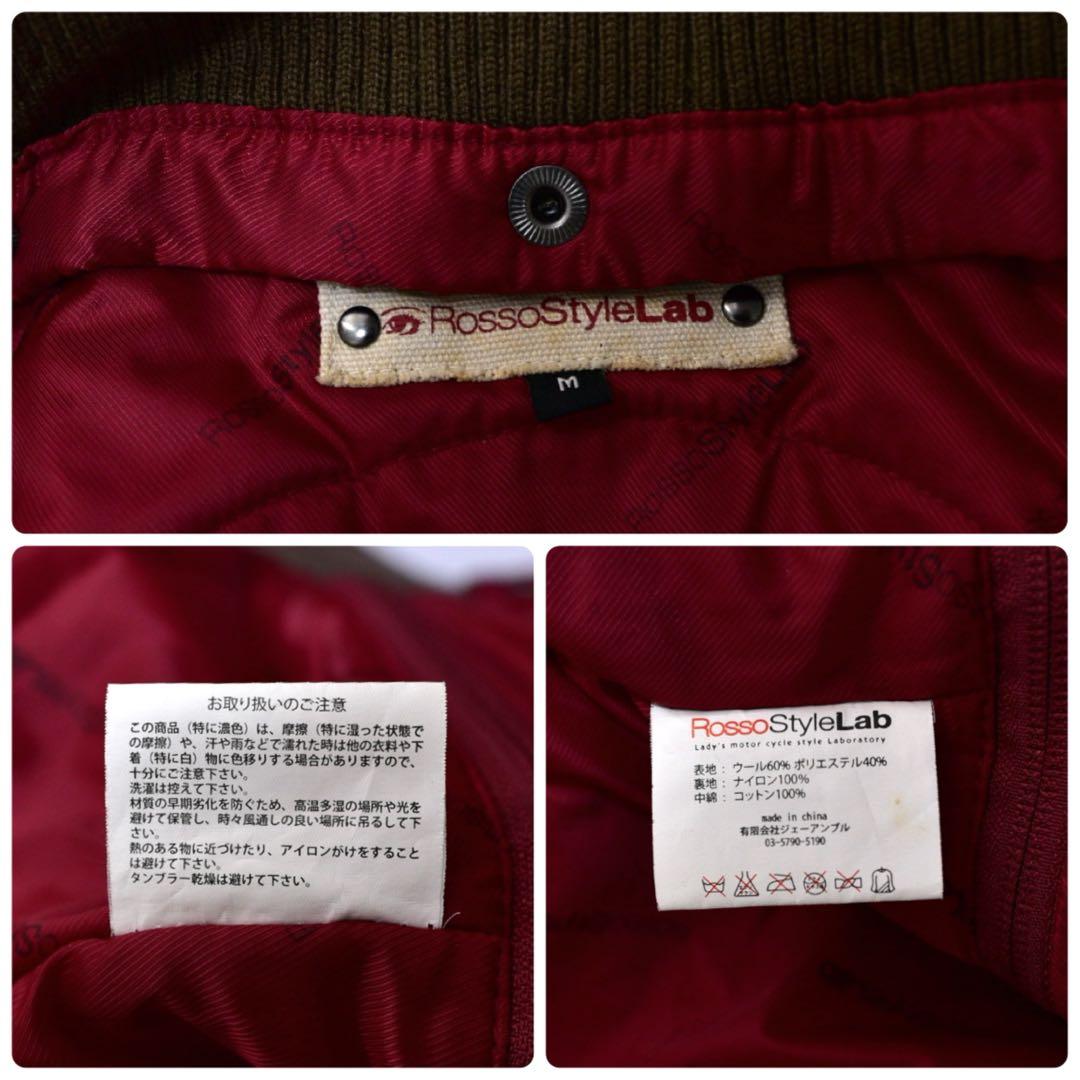 RossoStyleLab
M
RossoStyleLab
RossoStyleLab
お取り扱いのご注意
この商品（特に濃色）は、摩擦（特に湿った状態で
の摩擦）や、汗や雨などで濡れた時は他の衣料や下
着（特に白）物に色移りする場合がありますので、
十分にご注意下さい。
洗濯は控えて下さい。
材質の早期劣化を防ぐため、高温多湿の場所や光を
避けて保管し、時々風通しの良い場所に吊るして下
さい。
熱のある物に近づけたり、アイロンがけをすること
は避けて下さい。
タンブラー乾燥は避けて下さい。
RossoStyleLab
Lady's motor cycle style Laboratory
表地：ウール60% ポリエステル40%
裏地：ナイロン100%
中綿：コットン100%
made in china
有限会社ジェーアンブル
03-5790-5190